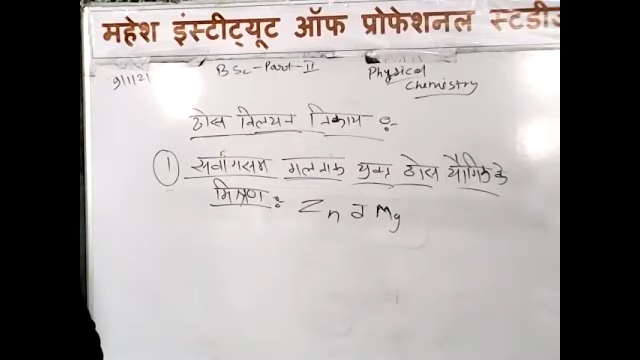 महेश इंस्टीट्यूट ऑफ प्रोफेशनल स्टडीज
9/1/21 BSc-Part-II Physical Chemistry
ठोस विलयन निकाय :-
① सर्वांगसम गलनांक युक्त ठोस यौगिक के
मिश्रण :- Zn व Mg